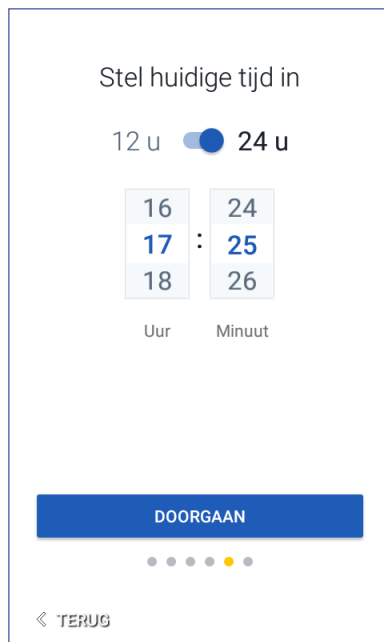 Stel huidige tijd in
12 u 24 u
16 24
17 : 25
18 26
Uur Minuut
DOORGAAN
TERUG